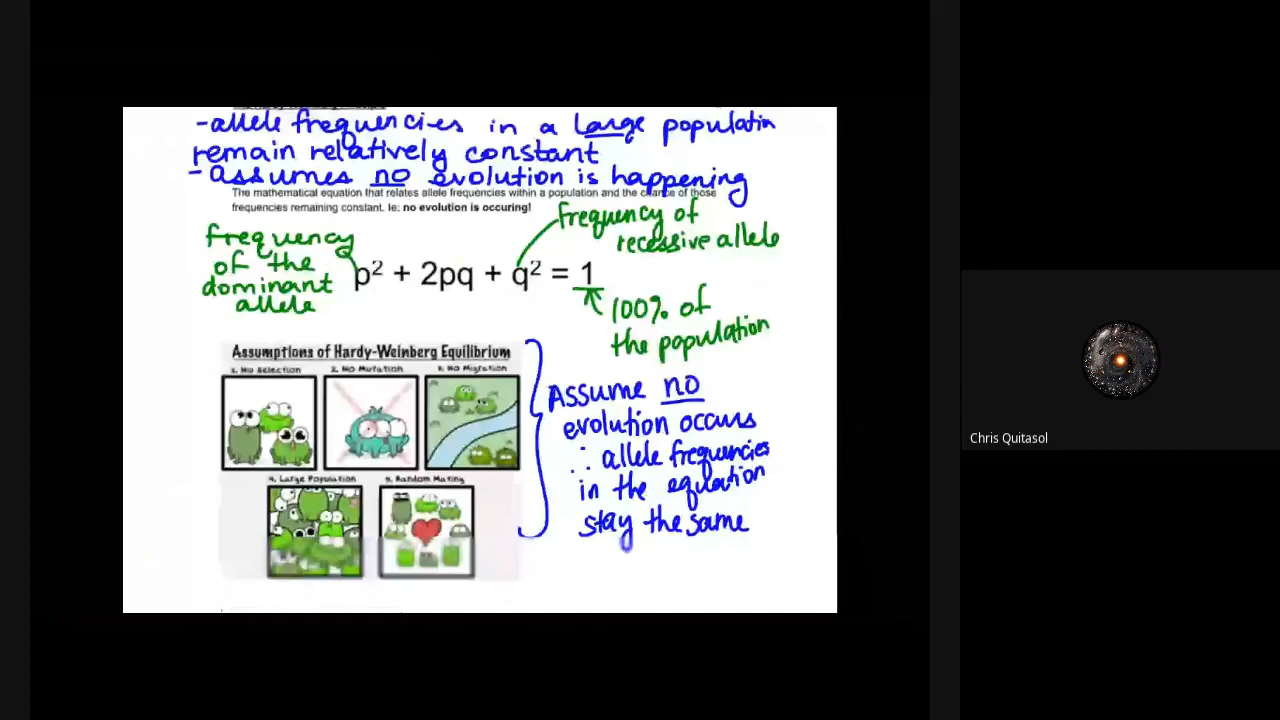 -allele frequencies in a large populatin
remain relatively constant
- Assumes no evolution is happening
The mathematical equation that relates allele frequencies within a population and the chance of those
frequencies remaining constant. Ie; no evolution is occuring!
frequency of
recessive allele
frequency
of the
dominant
allele
p² + 2pq + q² = 1
100% of
the population
Assumptions of Hardy-Weinberg Equilibrium
1. No Selection
2. No Mutation
3. No Migration
4. Large Population
5. Random Mating
Assume no
evolution occurs
∴ allele frequencies
in the equation
stay the same
Chris Quitasol